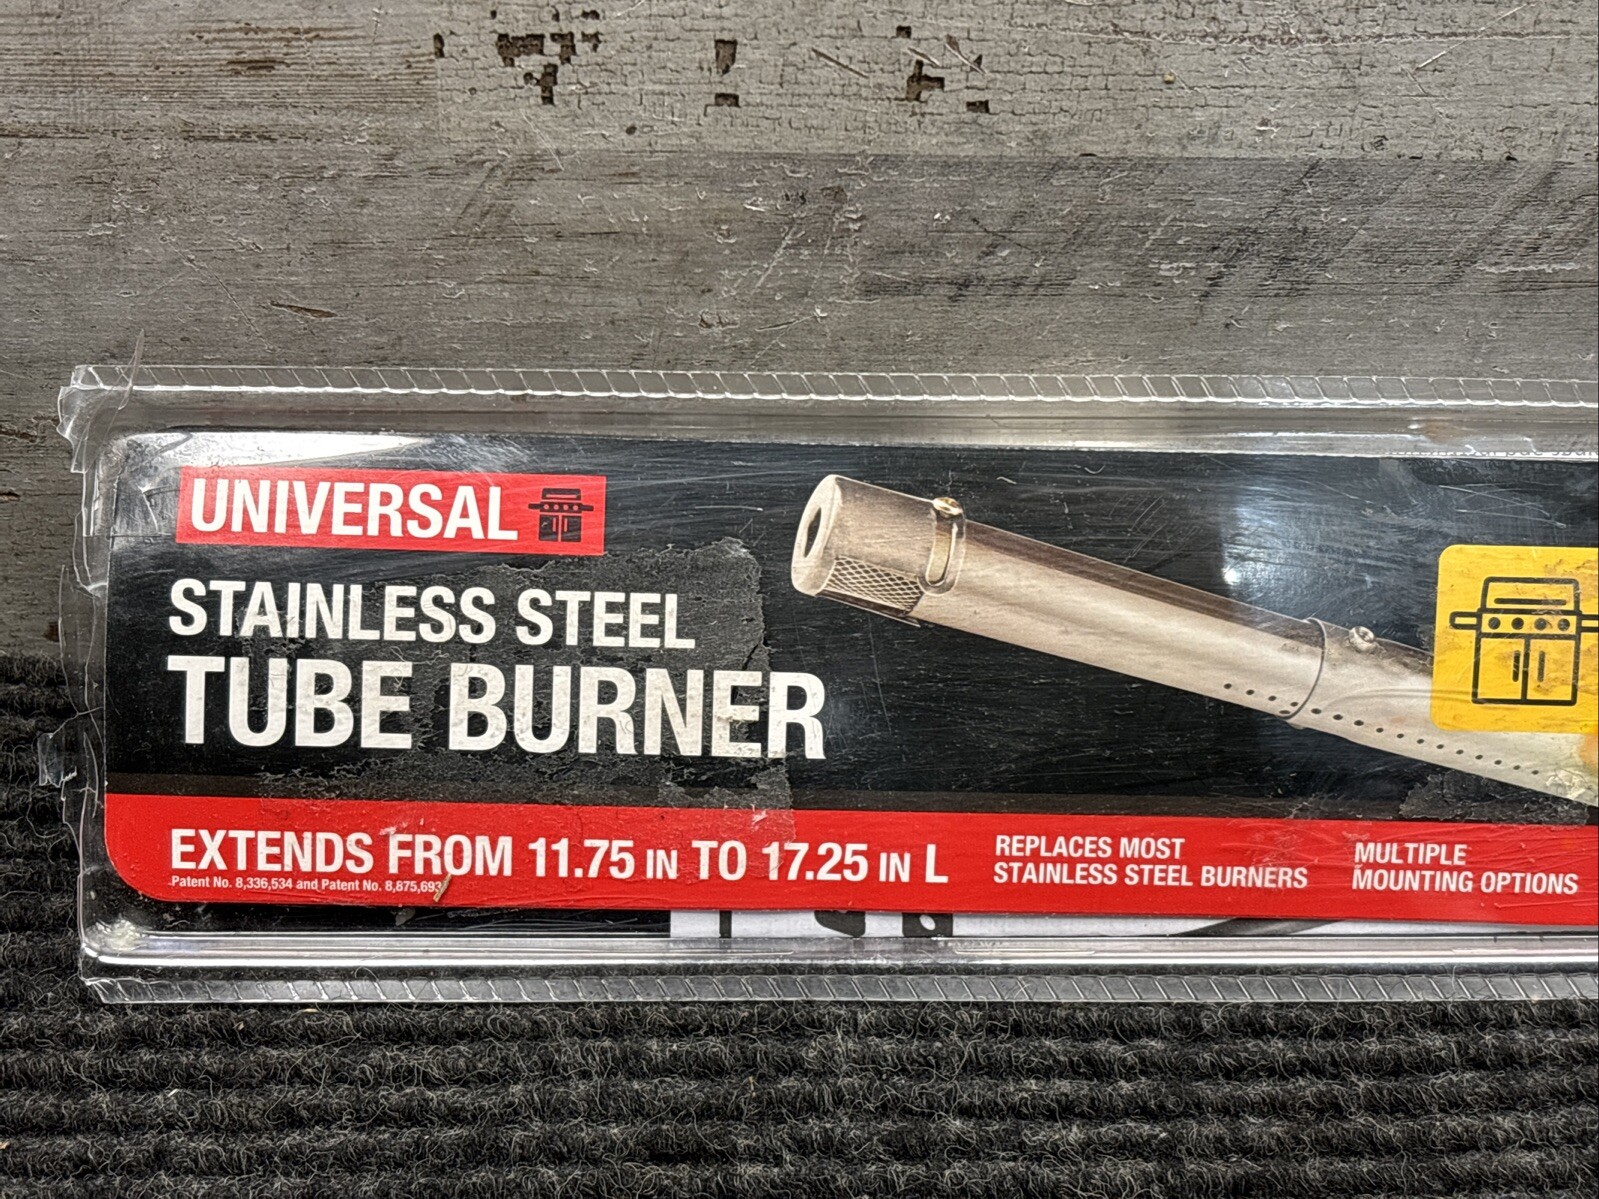 UNIVERSAL
STAINLESS STEEL
TUBE BURNER
EXTENDS FROM 11.75 IN TO 17.25 IN L
Patent No. 8,336,534 and Patent No. 8,875,693
REPLACES MOST
STAINLESS STEEL BURNERS
MULTIPLE
MOUNTING OPTIONS